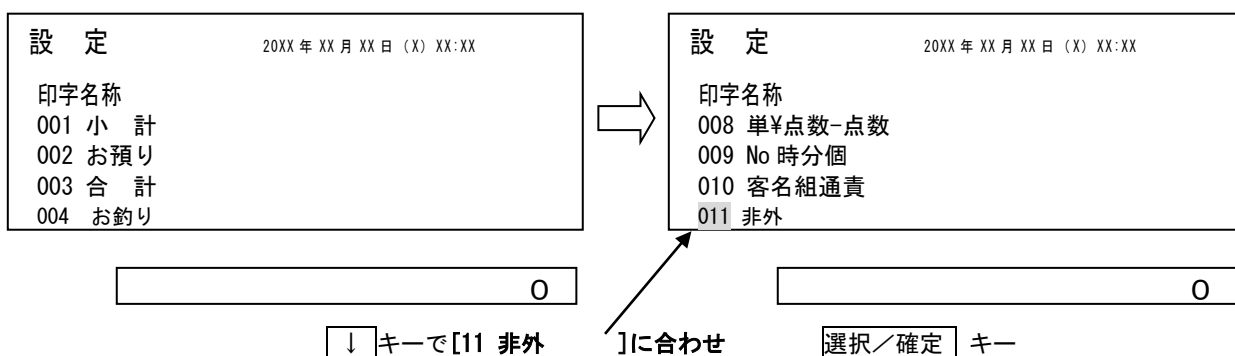 設　定　　20XX 年 XX 月 XX 日（X）XX:XX
印字名称
001 小　計
002 お預り
003 合　計
004　お釣り
0
設　定　　20XX 年 XX 月 XX 日（X）XX:XX
印字名称
008 単¥点数-点数
009 No 時分個
010 客名組通責
011 非外
0
↓ キーで[11 非外　　]に合わせ　　選択／確定 キー